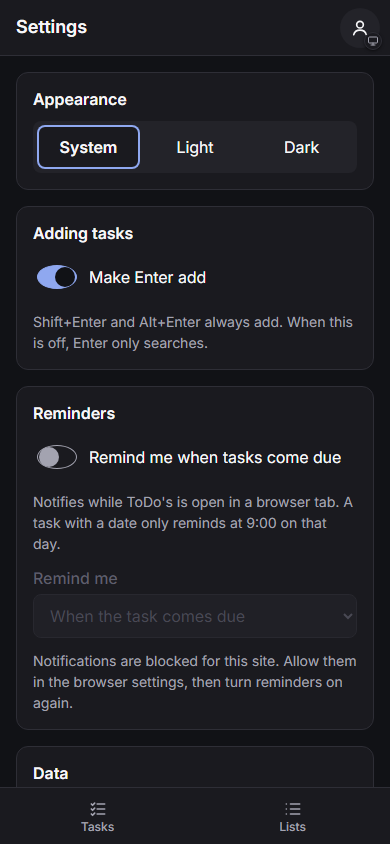 Settings
Appearance
System Light Dark
Adding tasks
Make Enter add
Shift+Enter and Alt+Enter always add. When this
is off, Enter only searches.
Reminders
Remind me when tasks come due
Notifies while ToDo's is open in a browser tab. A
task with a date only reminds at 9:00 on that
day.
Remind me
When the task comes due
Notifications are blocked for this site. Allow them
in the browser settings, then turn reminders on
again.
Data
Tasks Lists